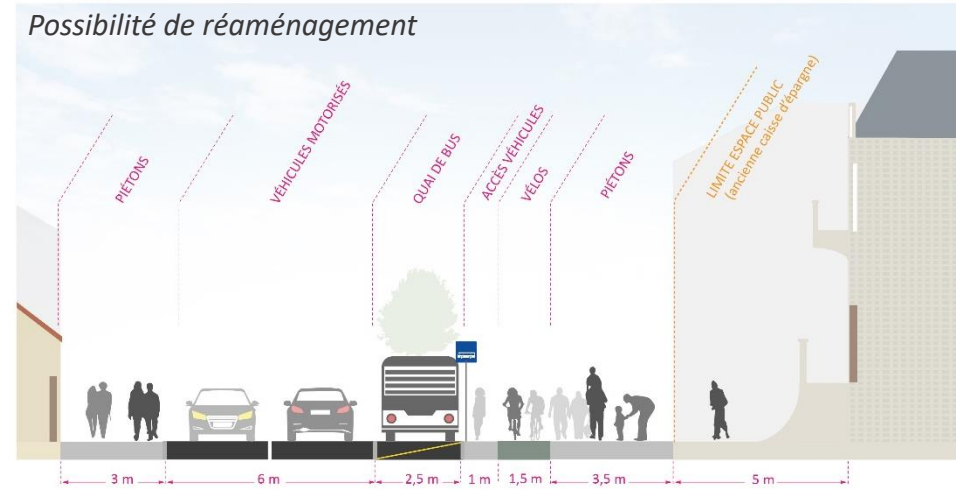 Possibilité de réaménagement
PIÉTONS
VÉHICULES MOTORISÉS
QUAI DE BUS
ACCÈS VÉHICULES
VÉLOS
PIÉTONS
LIMITE ESPACE PUBLIC
(ancienne caisse d'épargne)
3 m
6 m
2,5 m
1 m
1,5 m
3,5 m
5 m